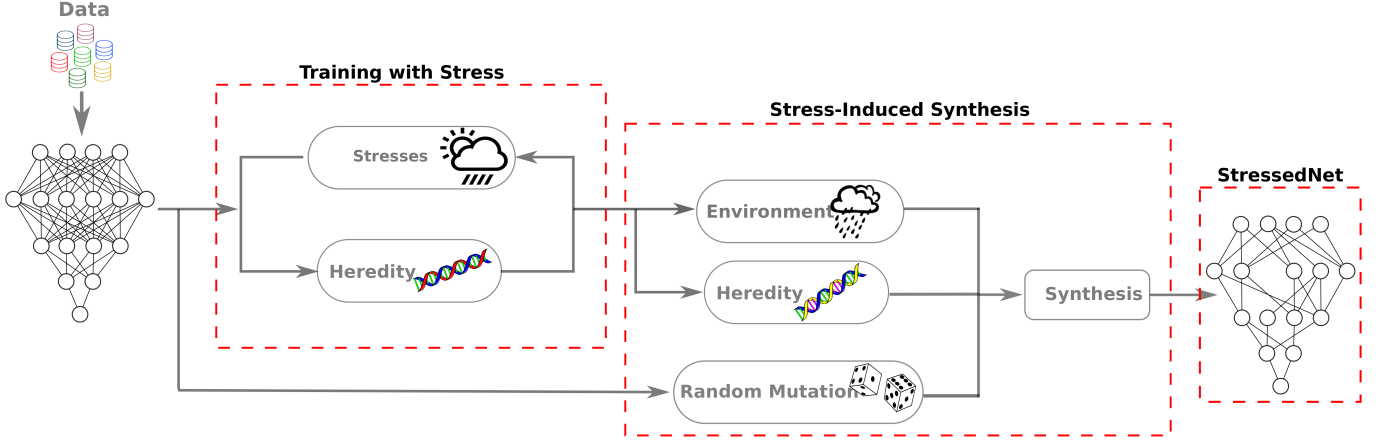 Data
Training with Stress
Stresses
Heredity
Stress-Induced Synthesis
Environment
Heredity
Random Mutation
Synthesis
StressedNet